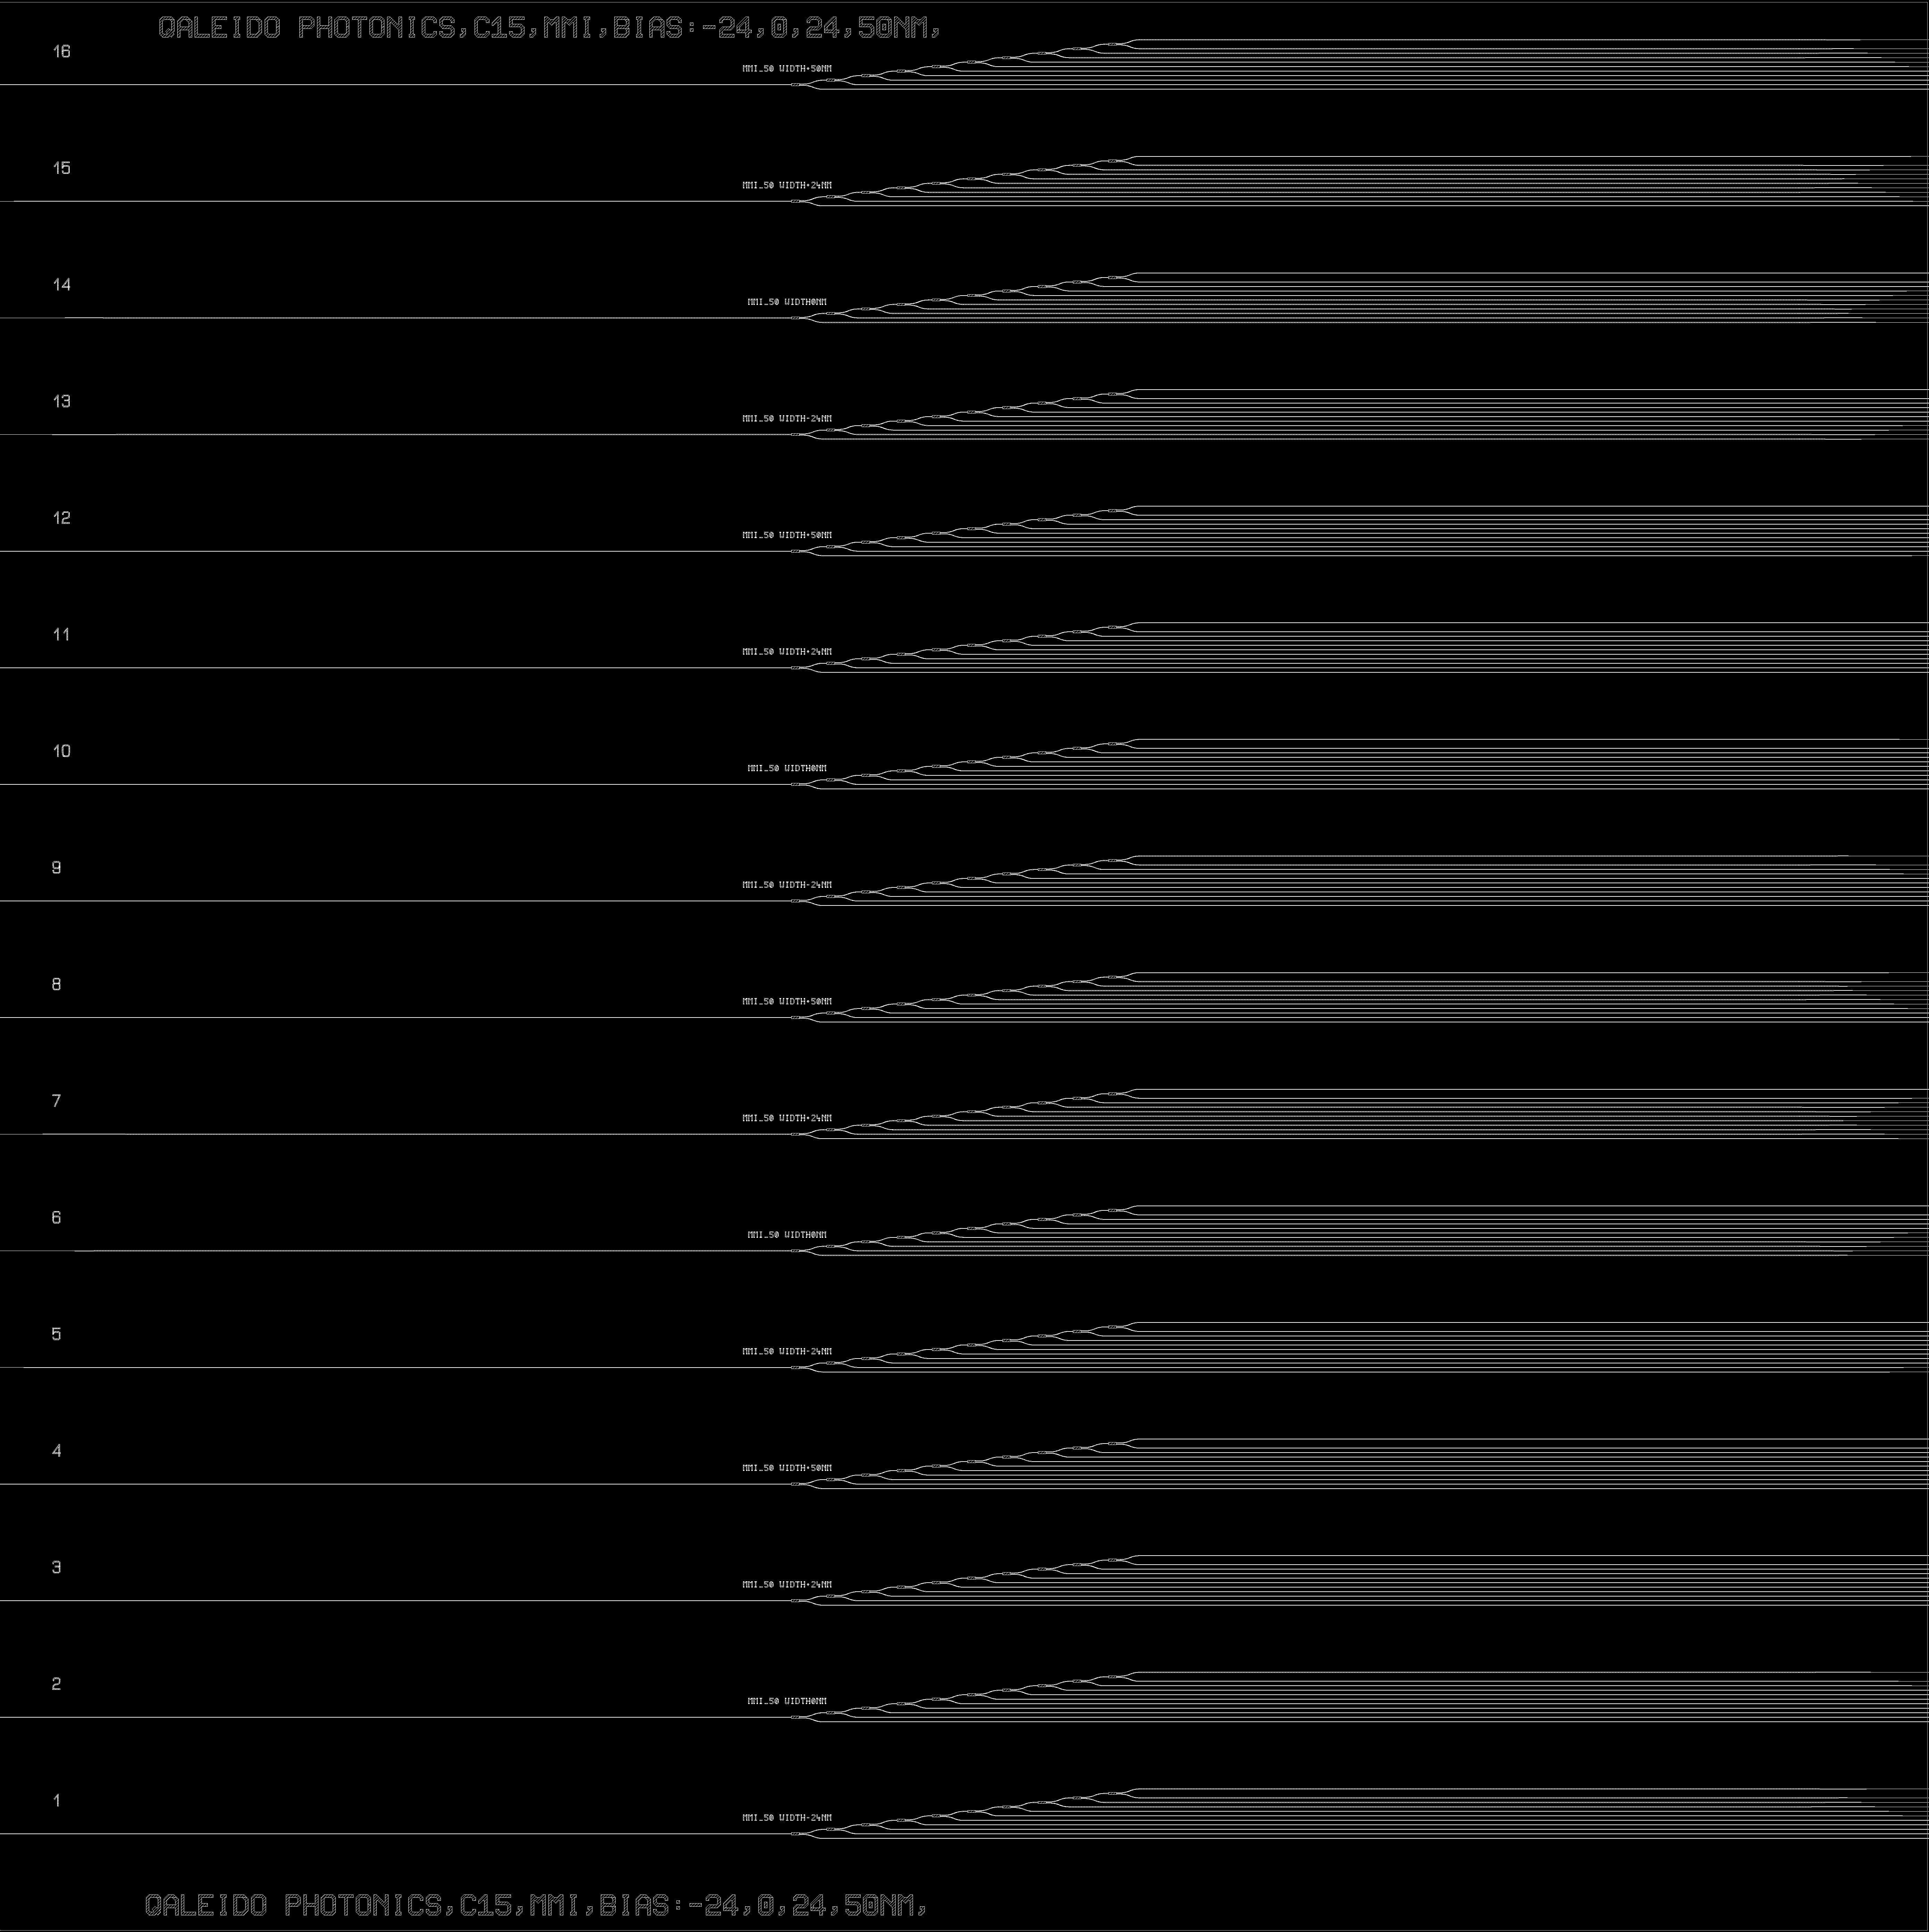 QALEIDO PHOTONICS,C15,MMI,BIAS:-24,0,24,50NM,
16
MMI_50 WIDTH+50NM
15
MMI_50 WIDTH+24NM
14
MMI_50 WIDTH0NM
13
MMI_50 WIDTH-24NM
12
MMI_50 WIDTH+50NM
11
MMI_50 WIDTH+24NM
10
MMI_50 WIDTH0NM
9
MMI_50 WIDTH-24NM
8
MMI_50 WIDTH+50NM
7
MMI_50 WIDTH+24NM
6
MMI_50 WIDTH0NM
5
MMI_50 WIDTH-24NM
4
MMI_50 WIDTH+50NM
3
MMI_50 WIDTH+24NM
2
MMI_50 WIDTH0NM
1
MMI_50 WIDTH-24NM
QALEIDO PHOTONICS,C15,MMI,BIAS:-24,0,24,50NM,